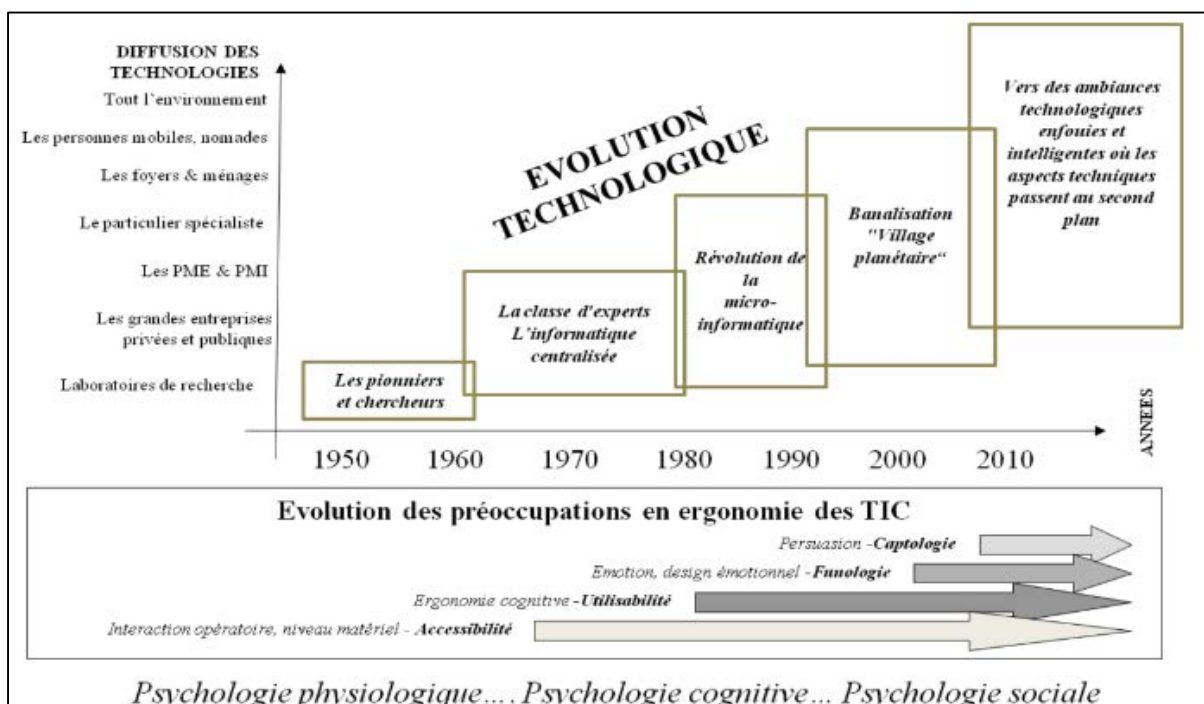 DIFFUSION DES
TECHNOLOGIES
Tout l'environnement
Les personnes mobiles, nomades
Les foyers & ménages
Le particulier spécialiste
Les PME & PMI
Les grandes entreprises
privées et publiques
Laboratoires de recherche
EVOLUTION
TECHNOLOGIQUE
Les pionniers
et chercheurs
La classe d'experts
L'informatique
centralisée
Révolution de
la
micro-
informatique
Banalisation
"Village
planétaire"
Vers des ambiances
technologiques
enfouies et
intelligentes où les
aspects techniques
passent au second
plan
ANNEES
1950 1960 1970 1980 1990 2000 2010
Evolution des préoccupations en ergonomie des TIC
Persuasion -Captologie
Emotion, design émotionnel -Funologie
Ergonomie cognitive -Utilisabilité
Interaction opératoire, niveau matériel - Accessibilité
Psychologie physiologique.... Psychologie cognitive... Psychologie sociale